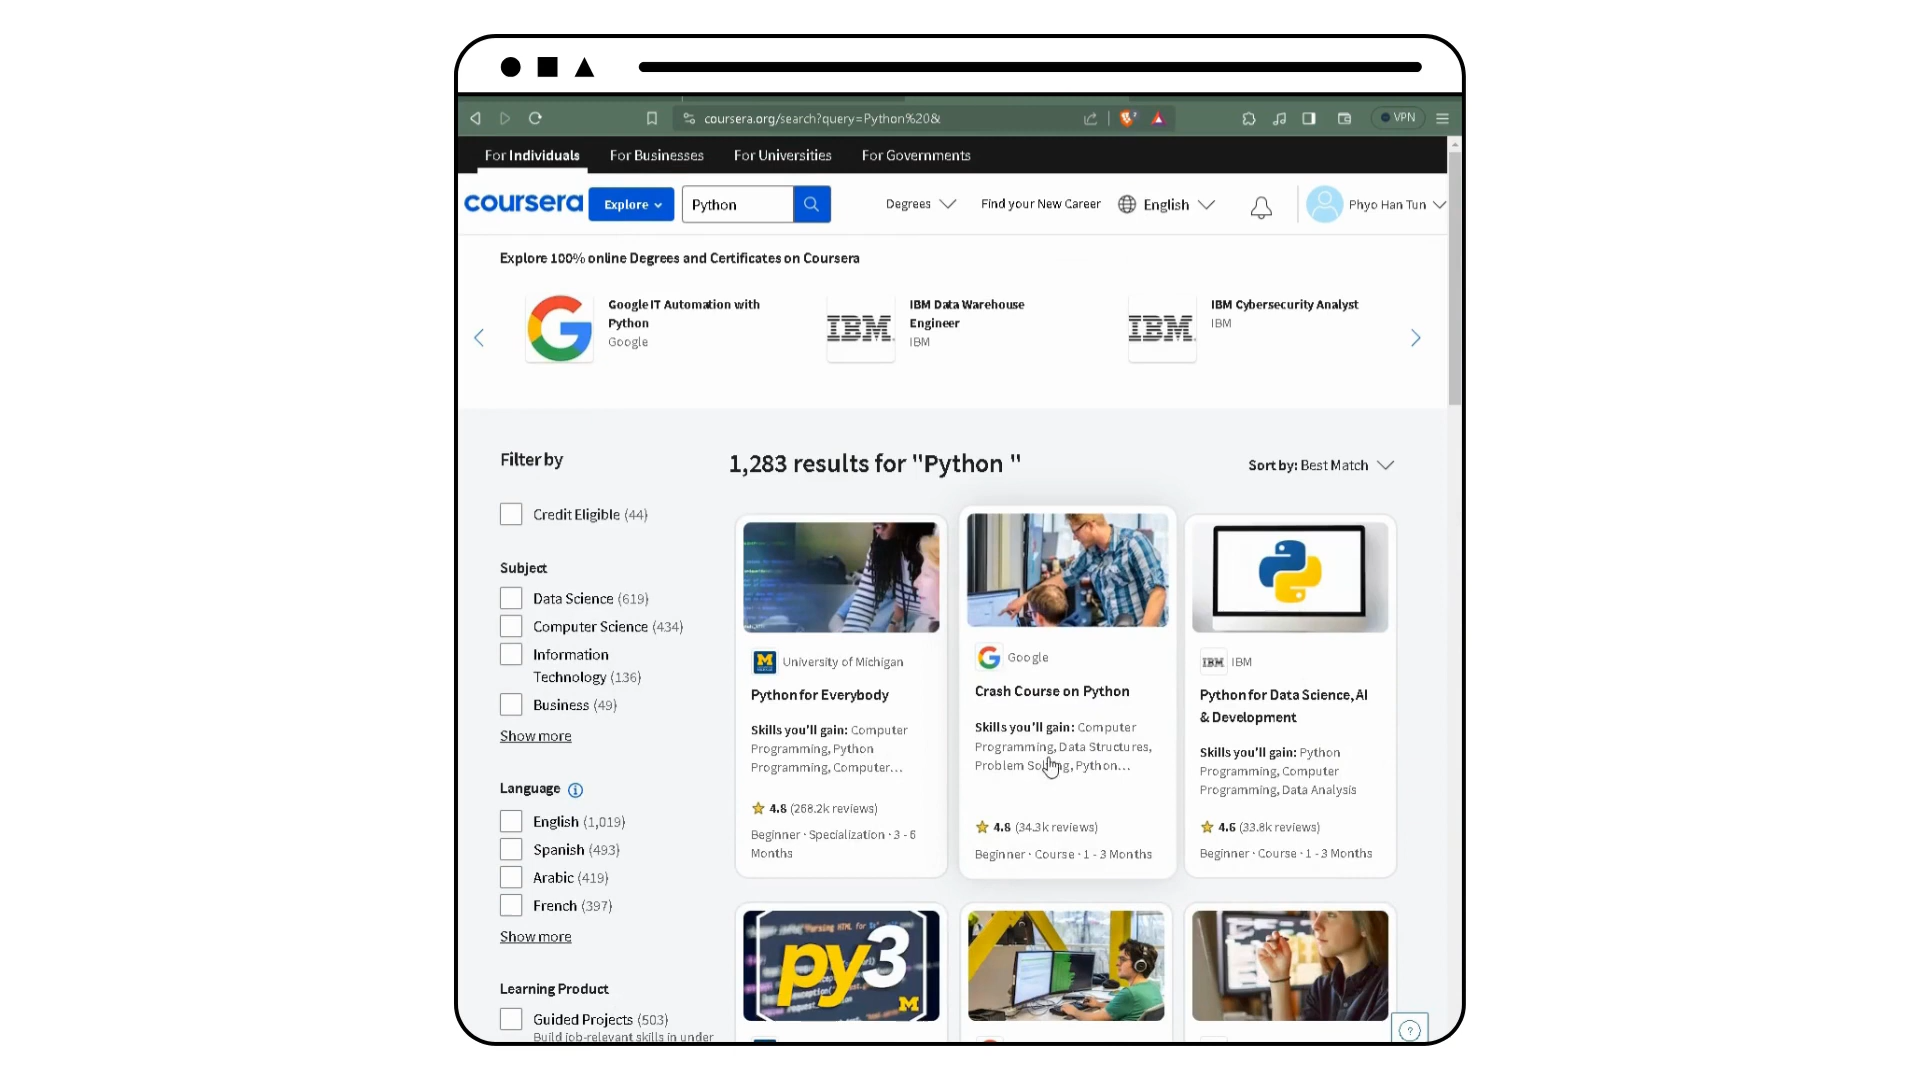 coursera.org/search?query=Python%20&
VPN
For Individuals
For Businesses
For Universities
For Governments
coursera
Explore
Python
Degrees
Find your New Career
English
Phyo Han Tun
Explore 100% online Degrees and Certificates on Coursera
Google IT Automation with
Python
Google
IBM
IBM Data Warehouse
Engineer
IBM
IBM
IBM Cybersecurity Analyst
IBM
Filter by
1,283 results for "Python "
Sort by: Best Match
Credit Eligible (44)
Subject
Data Science (619)
Computer Science (434)
Information
Technology (136)
Business (49)
Show more
Language
English (1,019)
Spanish (493)
Arabic (419)
French (397)
Show more
Learning Product
Guided Projects (503)
Build job-relevant skills in under
University of Michigan
Python for Everybody
Skills you'll gain: Computer
Programming, Python
Programming, Computer...
4.8 (268.2k reviews)
Beginner · Specialization · 3 - 6
Months
Google
Crash Course on Python
Skills you'll gain: Computer
Programming, Data Structures,
Problem Solving, Python...
4.8 (34.3k reviews)
Beginner · Course · 1 - 3 Months
IBM IBM
Python for Data Science, AI
& Development
Skills you'll gain: Python
Programming, Computer
Programming, Data Analysis
4.6 (33.8k reviews)
Beginner · Course · 1 - 3 Months
py3
M